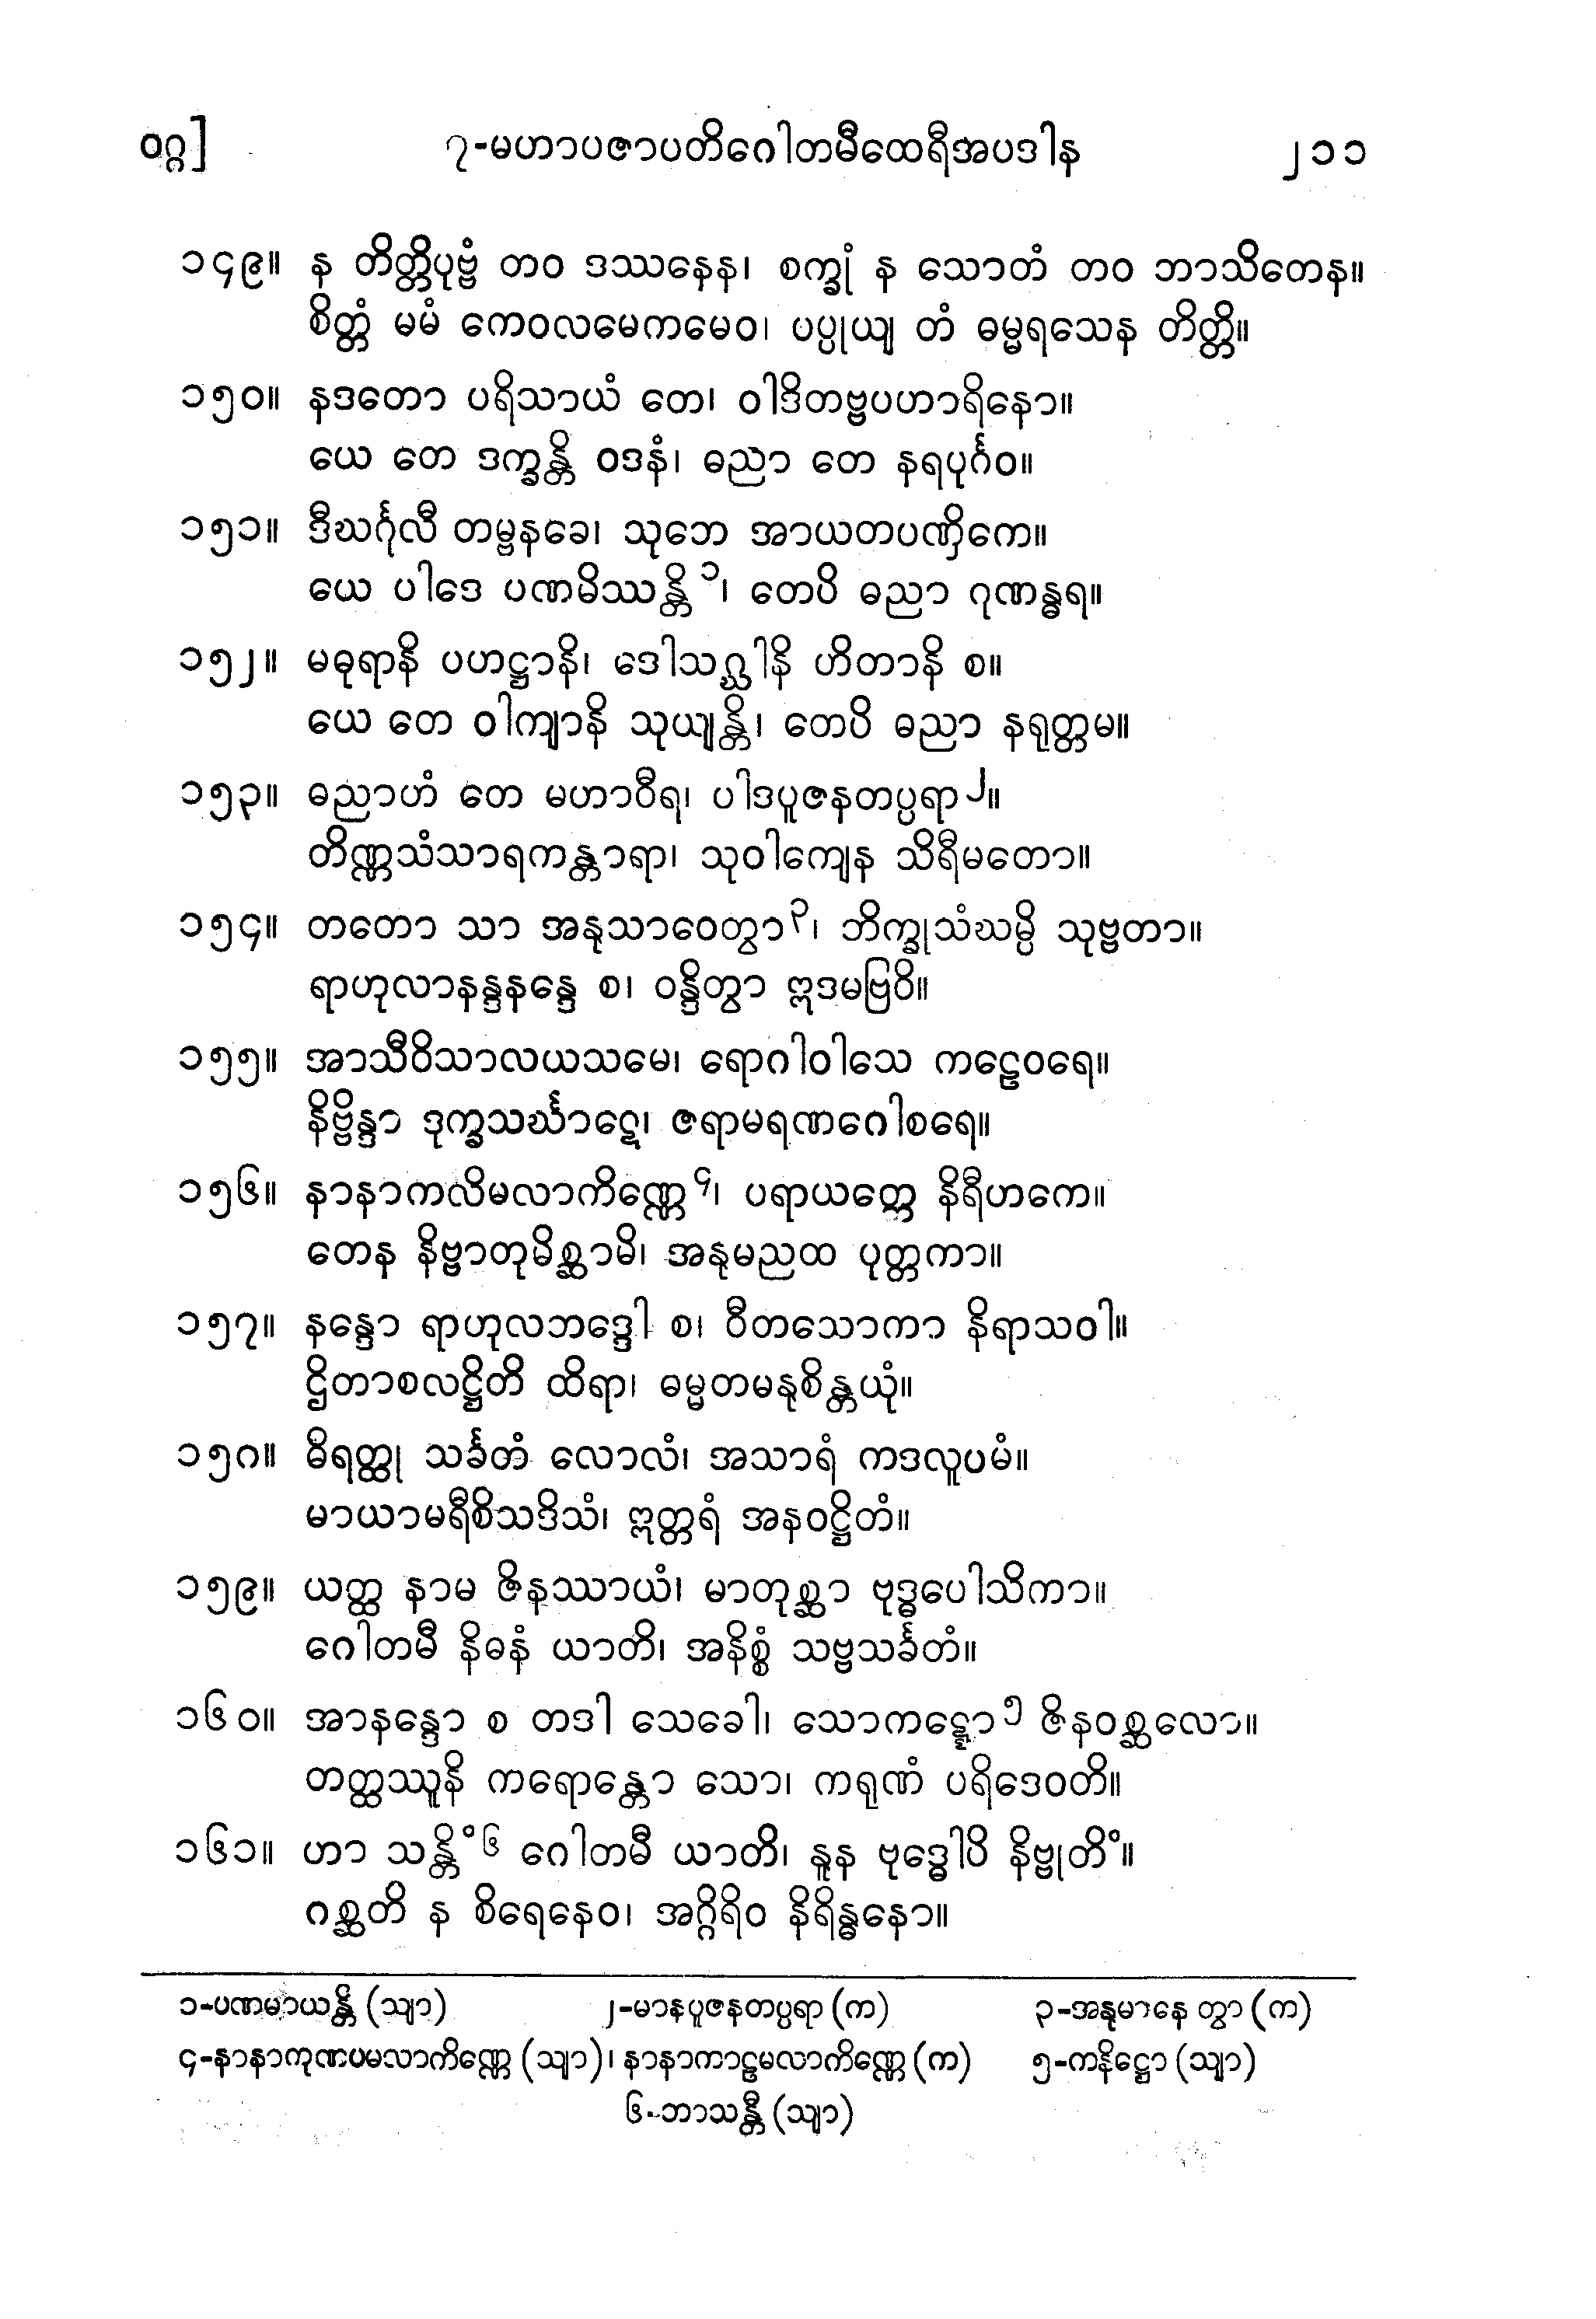 ဝဂ္ဂ] ၇-မဟာပဇာပတိဂေါတမီထေရီအပဒါန ၂၁၁
၁၄၉။ န တိတ္တိပုဗ္ဗံ တဝ ဒဿနေန၊ စက္ခုံ န သောတံ တဝ ဘာသိတေန။
စိတ္တံ မမံ ကေဝလမေကမေဝ၊ ပပ္ပုယျ တံ ဓမ္မရသေန တိတ္တိ။
၁၅၀။ နဒတော ပရိသာယံ တေ၊ ဝါဒိတဗ္ဗပဟာရိနော။
ယေ တေ ဒက္ခန္တိ ဝဒနံ၊ ဓညာ တေ နရပုင်္ဂဝ။
၁၅၁။ ဒီဃင်္ဂုလီ တမ္ဗနခေ၊ သုဘေ အာယတပဏှိကေ။
ယေ ပါဒေ ပဏမိဿန္တိ ၁၊ တေပိ ဓညာ ဂုဏန္ဓရ။
၁၅၂။ မဓုရာနိ ပဟဋ္ဌာနိ၊ ဒေါသဂ္ဃါနိ ဟိတာနိ စ။
ယေ တေ ဝါကျာနိ သုယျန္တိ၊ တေပိ ဓညာ နရုတ္တမ။
၁၅၃။ ဓညာဟံ တေ မဟာဝီရ၊ ပါဒပူဇနတပ္ပရာ၂။
တိဏ္ဏသံသာရကန္တာရာ၊ သုဝါကျေန သိရီမတော။
၁၅၄။ တတော သာ အနုသာဝေတွာ၃၊ ဘိက္ခုသံဃမ္ပိ သုဗ္ဗတာ။
ရာဟုလာနန္ဒနန္ဒေ စ၊ ဝန္ဒိတွာ ဣဒမဗြဝိ။
၁၅၅။ အာသီဝိသာလယသမေ၊ ရောဂါဝါသေ ကဠေဝရေ။
နိဗ္ဗိန္ဒာ ဒုက္ခသင်္ဃာဋေ၊ ဇရာမရဏဂေါစရေ။
၁၅၆။ နာနာကလိမလာကိဏ္ဏေ၄၊ ပရာယတ္တေ နိရီဟကေ။
တေန နိဗ္ဗာတုမိစ္ဆာမိ၊ အနုမညထ ပုတ္တကာ။
၁၅၇။ နန္ဒော ရာဟုလဘဒ္ဒေါ စ၊ ဝီတသောကာ နိရာသဝါ။
ဌိတာစလဋ္ဌိတိ ထိရာ၊ ဓမ္မတမနုစိန္တယုံ။
၁၅၈။ ဓိရတ္ထု သင်္ခတံ လောလံ၊ အသာရံ ကဒလူပမံ။
မာယာမရီစိသဒိသံ၊ ဣတ္တရံ အနဝဋ္ဌိတံ။
၁၅၉။ ယတ္ထ နာမ ဇိနဿာယံ၊ မာတုစ္ဆာ ဗုဒ္ဓပေါသိကာ။
ဂေါတမီ နိဓနံ ယာတိ၊ အနိစ္စံ သဗ္ဗသင်္ခတံ။
၁၆၀။ အာနန္ဒော စ တဒါ သေခေါ၊ သောကဋ္ဋော၅ ဇိနဝစ္ဆလော။
တတ္ထဿူနိ ကရောန္တော သော၊ ကရုဏံ ပရိဒေဝတိ။
၁၆၁။ ဟာ သန္တိံ၆ ဂေါတမီ ယာတိ၊ နူန ဗုဒ္ဓေါပိ နိဗ္ဗုတိံ။
ဂစ္ဆတိ န စိရေနေဝ၊ အဂ္ဂိရိဝ နိရိန္ဓနော။
၁-ပဏမာယန္တိ (သျာ) ၂-မာနပူဇနတပ္ပရာ (က) ၃-အနုမာနေ တွာ (က)
၄-နာနာကုဏပမလာကိဏ္ဏေ (သျာ)၊ နာနာကာဠမလာကိဏ္ဏေ (က) ၅-ကနိဋ္ဌော (သျာ)
၆-ဘာသန္တီ (သျာ)